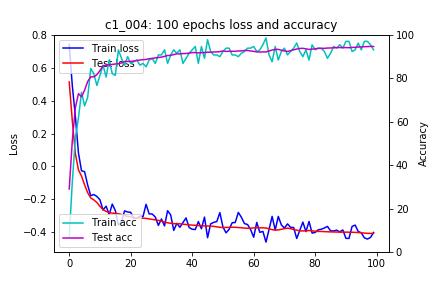 c1_004: 100 epochs loss and accuracy
0.8
0.6
0.4
0.2
0.0
−0.2
−0.4
Loss
100
80
60
40
20
0
Accuracy
Train loss
Test loss
Train acc
Test acc
0
20
40
60
80
100